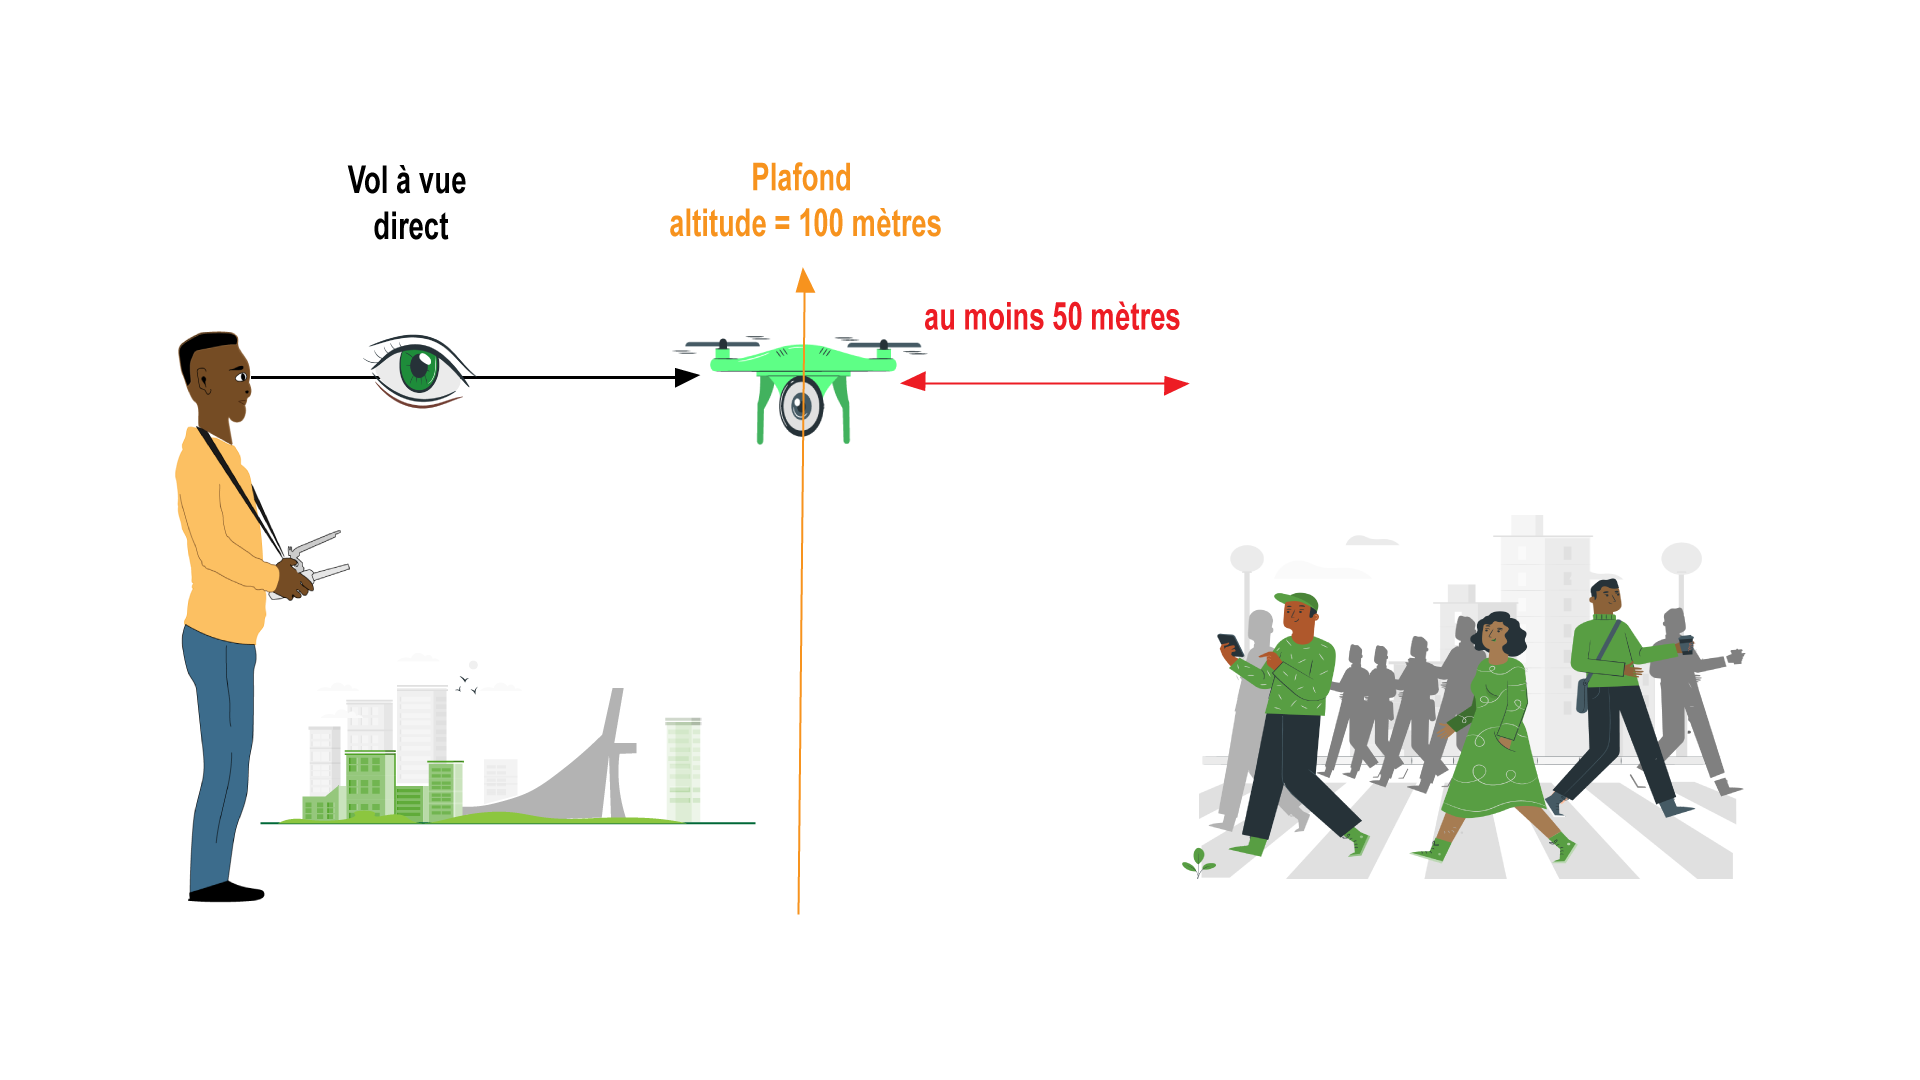 Vol à vue
direct
Plafond
altitude = 100 mètres
au moins 50 mètres